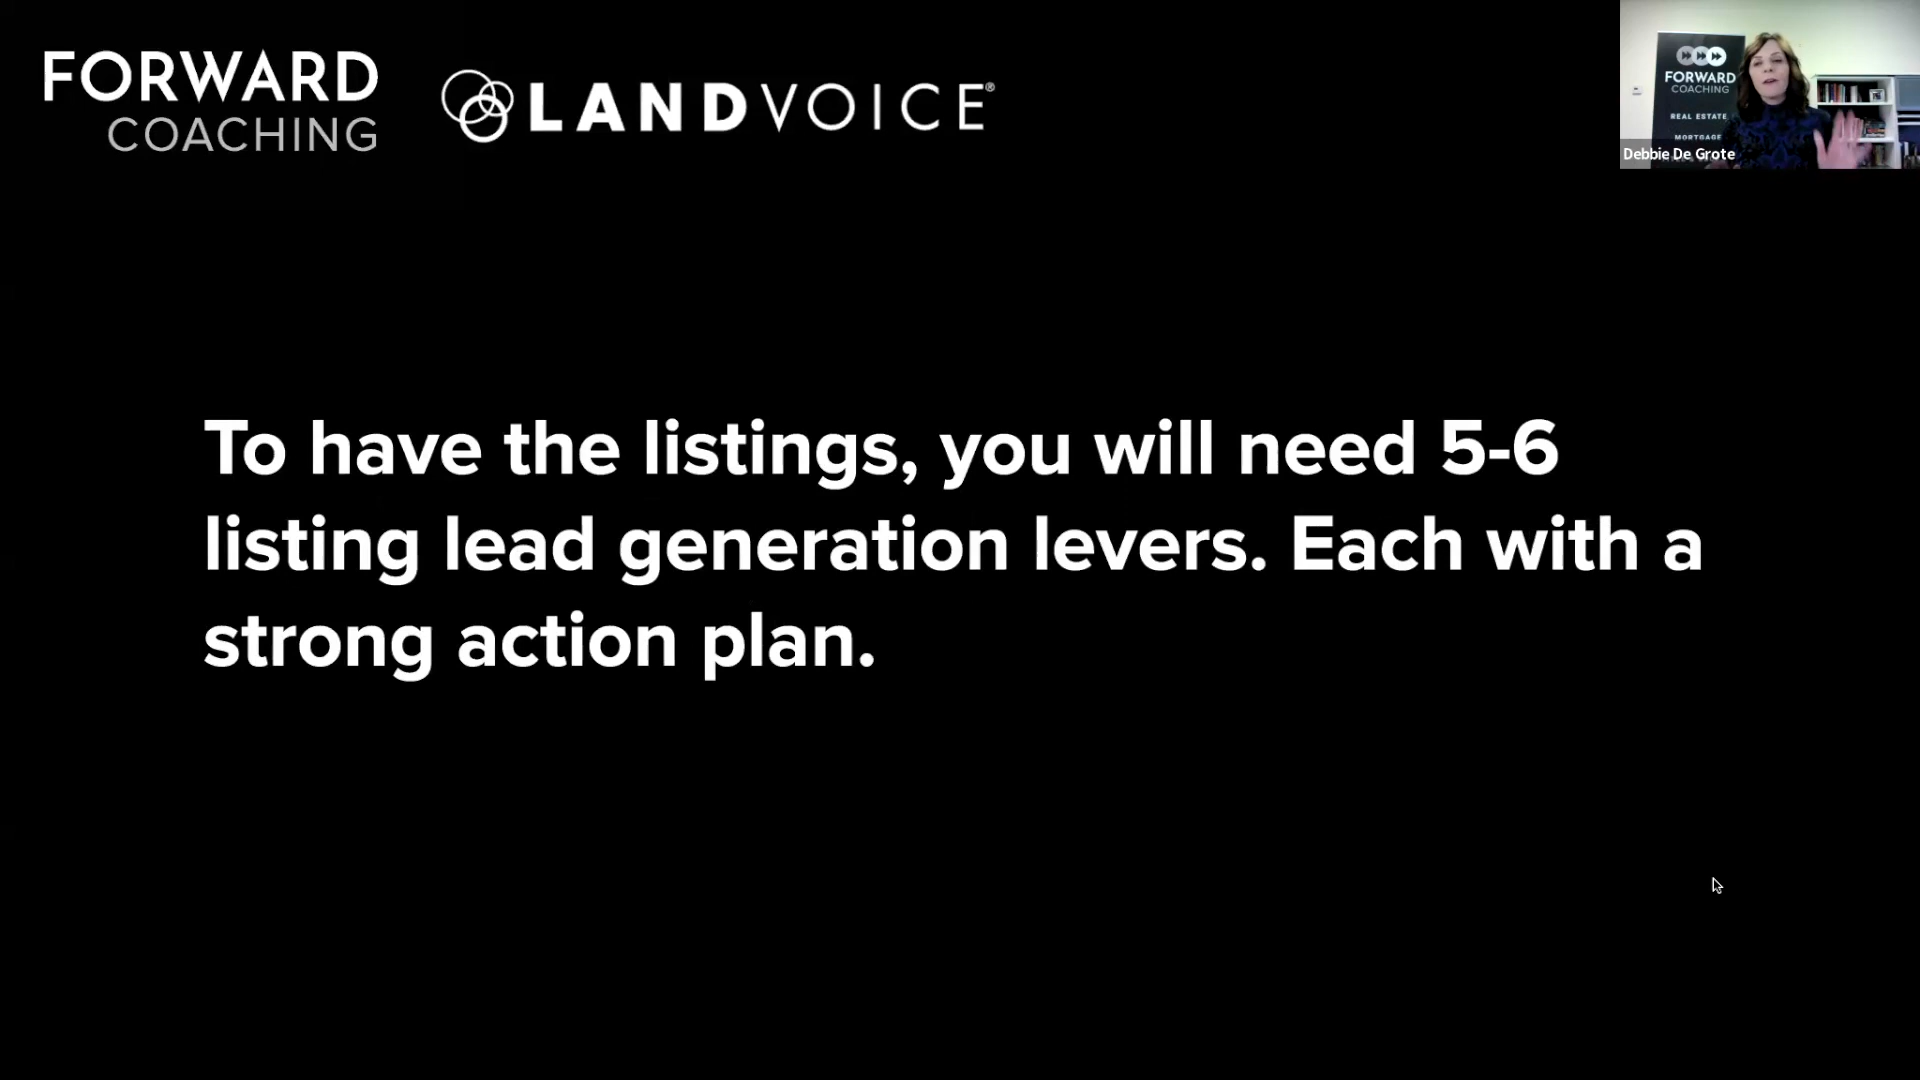 FORWARD
COACHING
LANDVOICE®
FORWARD
COACHING
REAL ESTATE
MORTGAGE
Debbie De Grote
To have the listings, you will need 5-6
listing lead generation levers. Each with a
strong action plan.